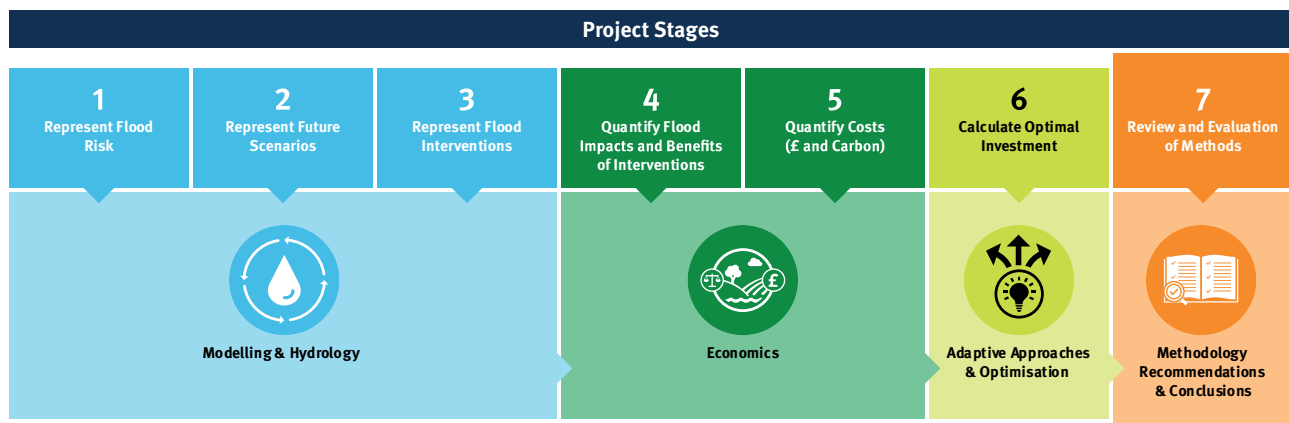 Project Stages
1
Represent Flood
Risk
2
Represent Future
Scenarios
3
Represent Flood
Interventions
4
Quantify Flood
Impacts and Benefits
of Interventions
5
Quantify Costs
(£ and Carbon)
6
Calculate Optimal
Investment
7
Review and Evaluation
of Methods
Modelling & Hydrology
£
Economics
Adaptive Approaches
& Optimisation
Methodology
Recommendations
& Conclusions